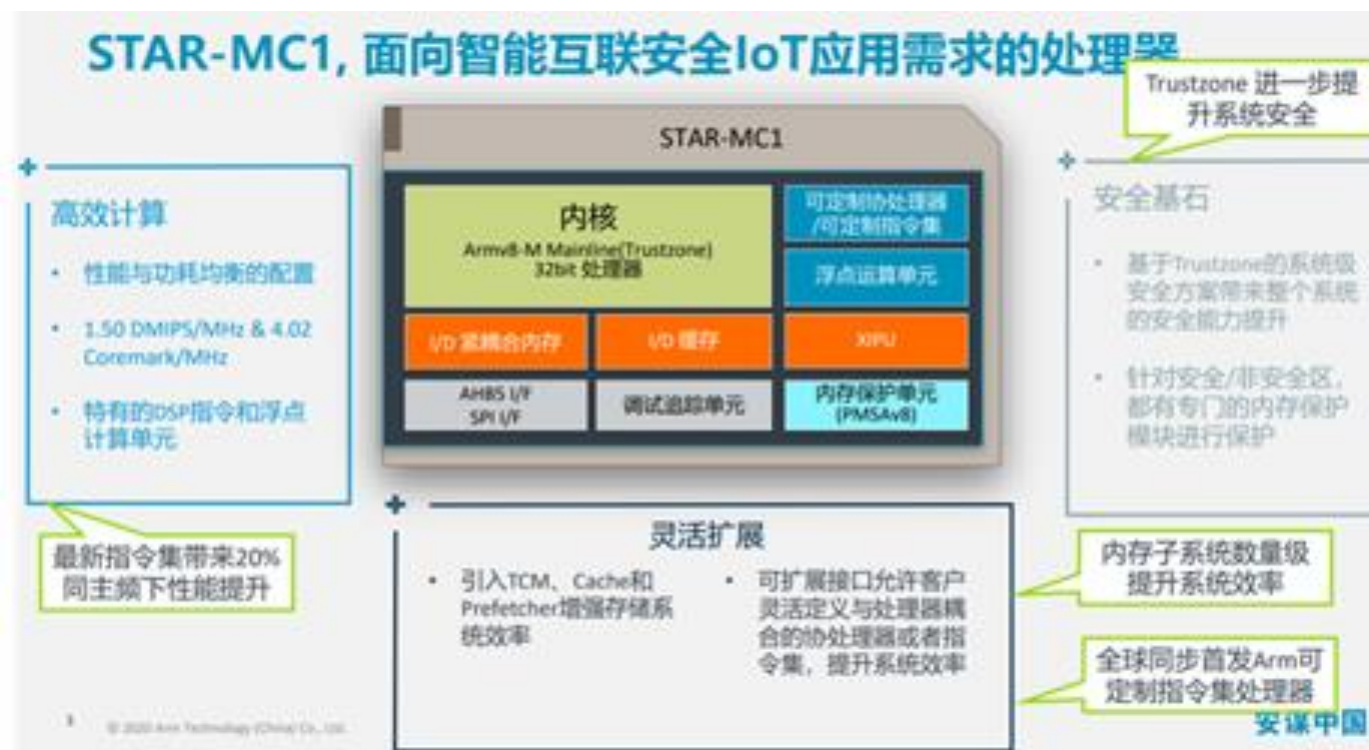 STAR-MC1, 面向智能互联安全IoT应用需求的处理器
Trustzone 进一步提
升系统安全
STAR-MC1
高效计算
• 性能与功耗均衡的配置
• 1.50 DMIPS/MHz & 4.02
Coremark/MHz
• 特有的DSP指令和浮点
计算单元
最新指令集带来20%
同主频下性能提升
内核
Armv8-M Mainline(Trustzone)
32bit 处理器
可定制协处理器
/可定制指令集
浮点运算单元
I/D 紧耦合内存
I/D 缓存
XIPU
AHBS I/F
SPI I/F
调试追踪单元
内存保护单元
(PMSAv8)
安全基石
• 基于Trustzone的系统级
安全方案带来整个系统
的安全能力提升
• 针对安全/非安全区，
都有专门的内存保护
模块进行保护
灵活扩展
• 引入TCM、Cache和
Prefetcher增强存储系
统效率
• 可扩展接口允许客户
灵活定义与处理器耦
合的协处理器或者指
令集，提升系统效率
内存子系统数量级
提升系统效率
全球同步首发Arm可
定制指令集处理器
© 2020 Arm Technology (China) Co., Ltd.
安谋中国